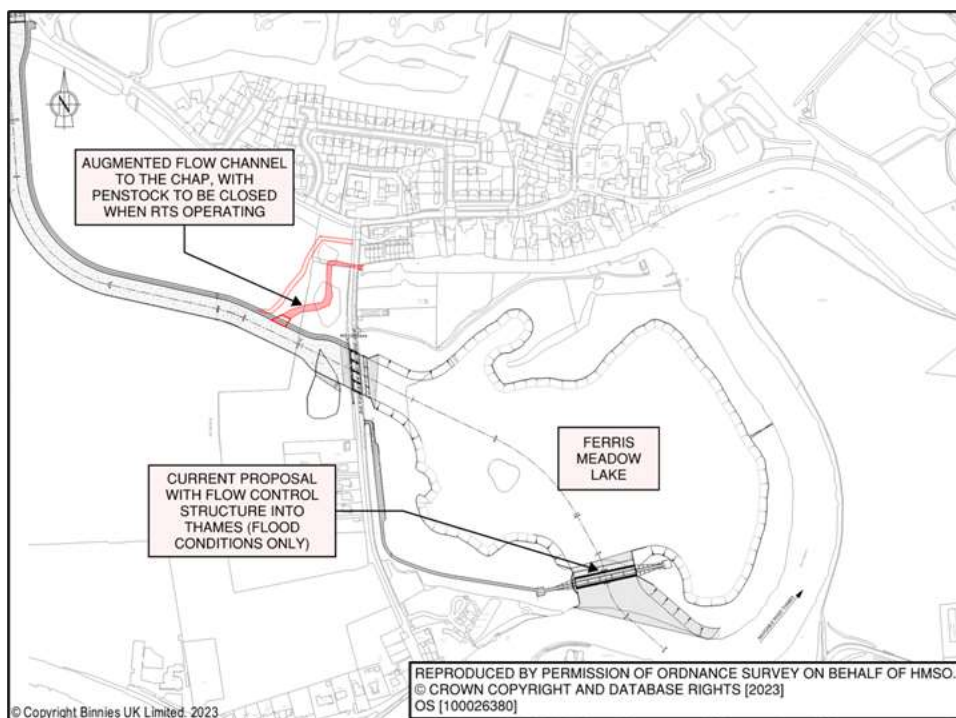 N
AUGMENTED FLOW CHANNEL
TO THE CHAP, WITH
PENSTOCK TO BE CLOSED
WHEN RTS OPERATING
FERRIS
MEADOW
LAKE
CURRENT PROPOSAL
WITH FLOW CONTROL
STRUCTURE INTO
THAMES (FLOOD
CONDITIONS ONLY)
REPRODUCED BY PERMISSION OF ORDNANCE SURVEY ON BEHALF OF HMSO.
© CROWN COPYRIGHT AND DATABASE RIGHTS [2023]
OS [100026380]
© Copyright Binnies UK Limited. 2023